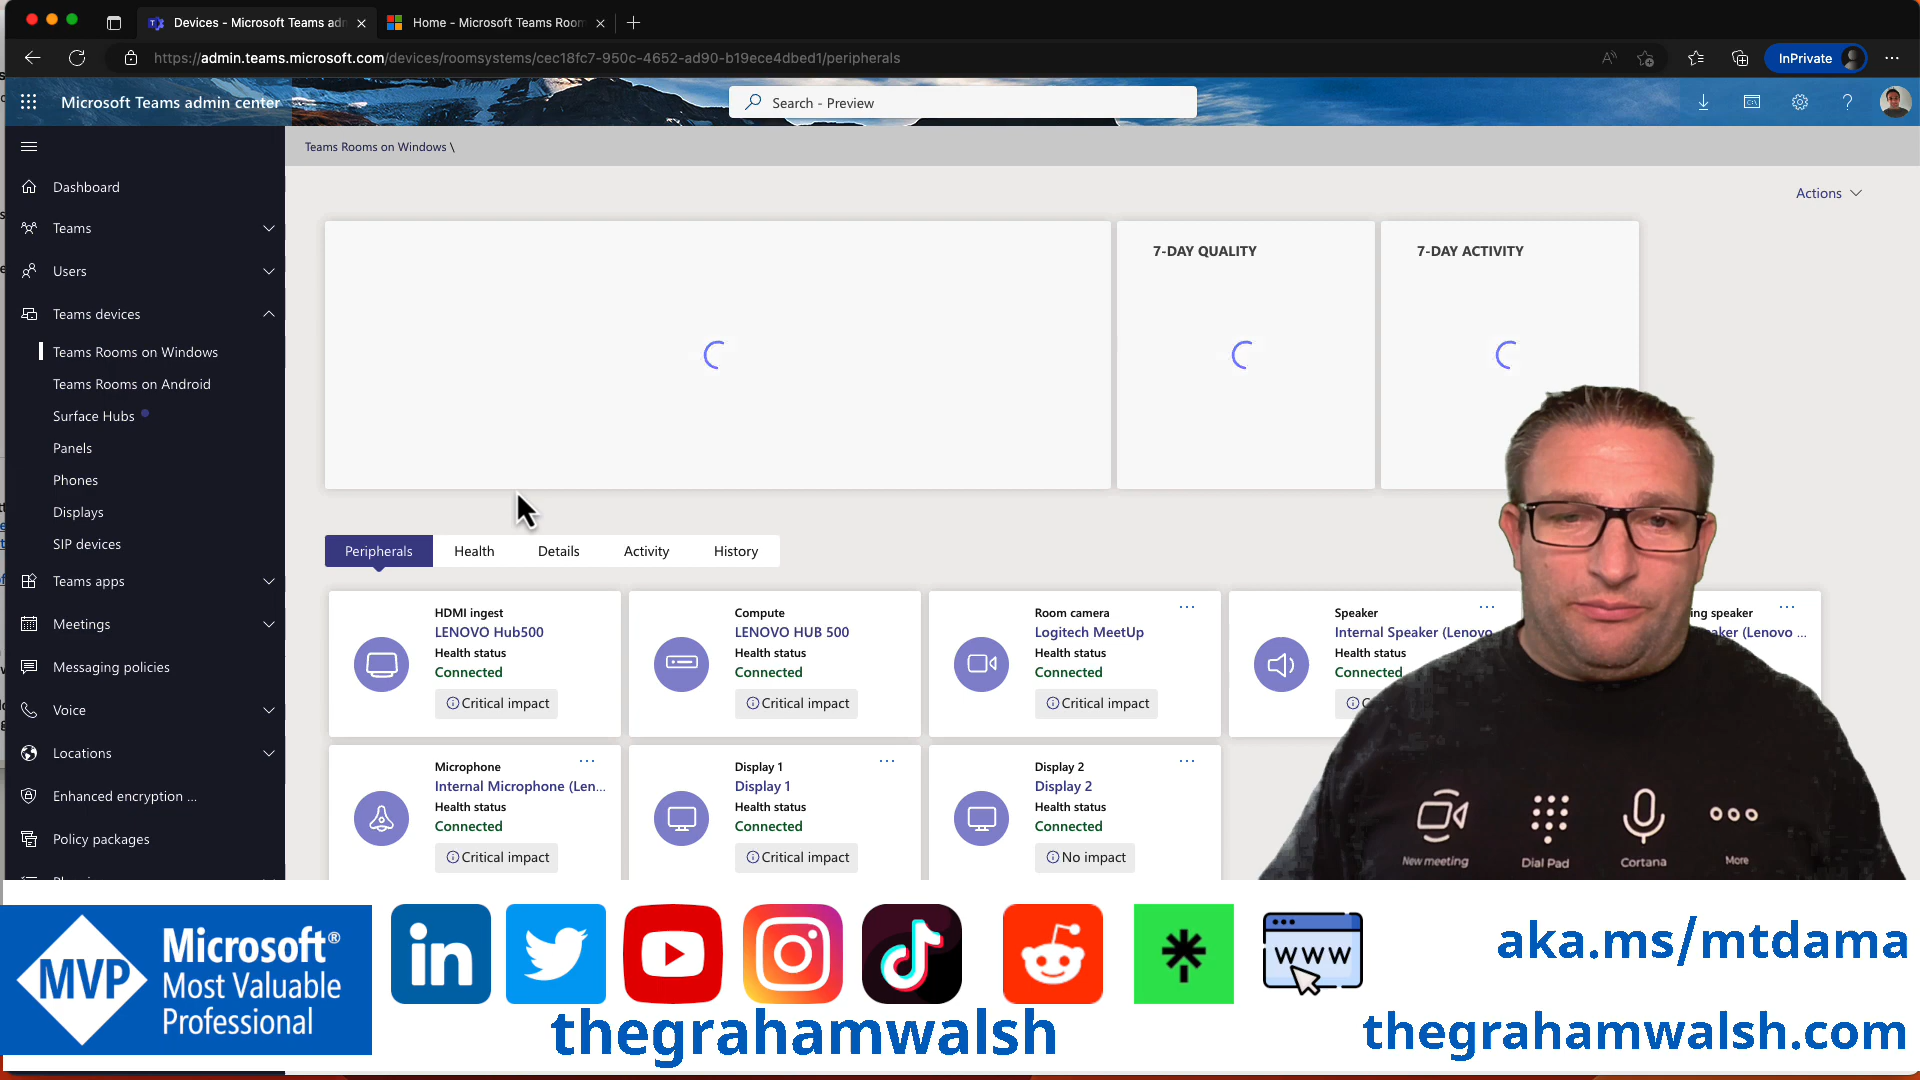 Devices - Microsoft Teams adm
Home - Microsoft Teams Room
https://admin.teams.microsoft.com/devices/roomsystems/cec18fc7-950c-4652-ad90-b19ece4dbed1/peripherals
InPrivate
Microsoft Teams admin center
Search - Preview
Teams Rooms on Windows \
Dashboard
Teams
Users
Teams devices
Teams Rooms on Windows
Teams Rooms on Android
Surface Hubs
Panels
Phones
Displays
SIP devices
Teams apps
Meetings
Messaging policies
Voice
Locations
Enhanced encryption ...
Policy packages
Actions
7-DAY QUALITY
7-DAY ACTIVITY
Peripherals
Health
Details
Activity
History
HDMI ingest
LENOVO Hub500
Health status
Connected
Critical impact
Compute
LENOVO HUB 500
Health status
Connected
Critical impact
Room camera
Logitech MeetUp
Health status
Connected
Critical impact
Speaker
Internal Speaker (Lenovo
Health status
Connected
ing speaker
aker (Lenovo ...
Microphone
Internal Microphone (Len...
Health status
Connected
Critical impact
Display 1
Display 1
Health status
Connected
Critical impact
Display 2
Display 2
Health status
Connected
No impact
New meeting
Dial Pad
Cortana
More
MVP
Microsoft®
Most Valuable
Professional
in
WWW
thegrahamwalsh
aka.ms/mtdama
thegrahamwalsh.com